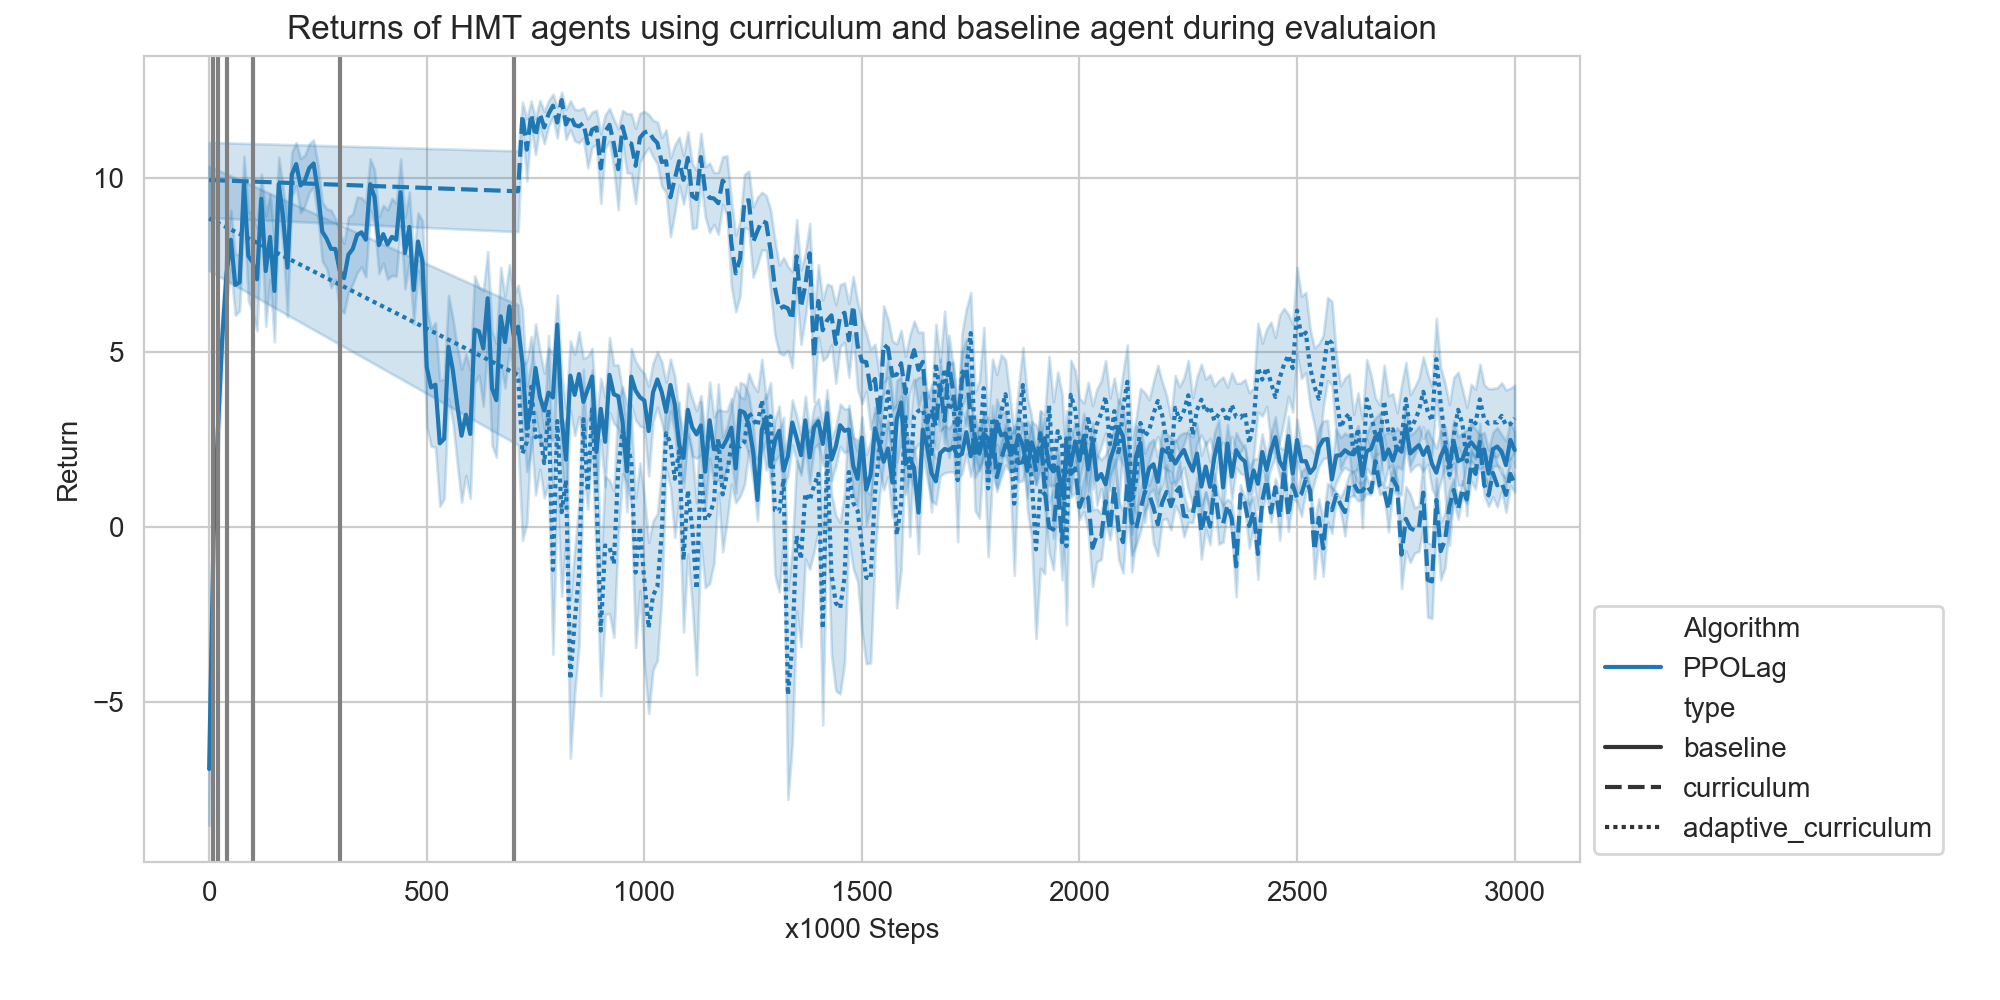 Returns of HMT agents using curriculum and baseline agent during evalutaion
10
5
0
−5
Return
0 500 1000 1500 2000 2500 3000
x1000 Steps
Algorithm
PPOLag
type
baseline
curriculum
adaptive_curriculum